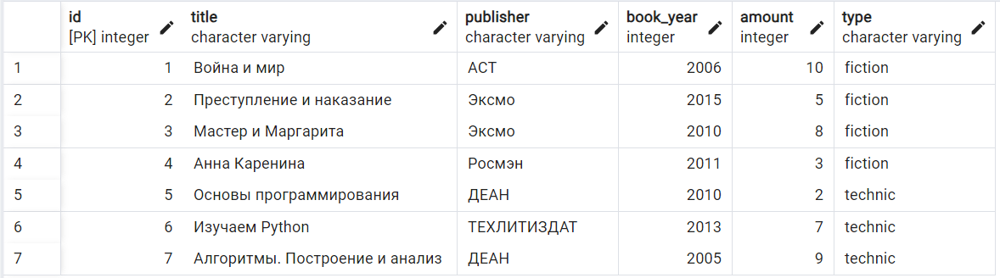 id title publisher book_year amount type
[PK] integer character varying character varying integer integer character varying
1 1 Война и мир АСТ 2006 10 fiction
2 2 Преступление и наказание Эксмо 2015 5 fiction
3 3 Мастер и Маргарита Эксмо 2010 8 fiction
4 4 Анна Каренина Росмэн 2011 3 fiction
5 5 Основы программирования ДЕАН 2010 2 technic
6 6 Изучаем Python ТЕХЛИТИЗДАТ 2013 7 technic
7 7 Алгоритмы. Построение и анализ ДЕАН 2005 9 technic